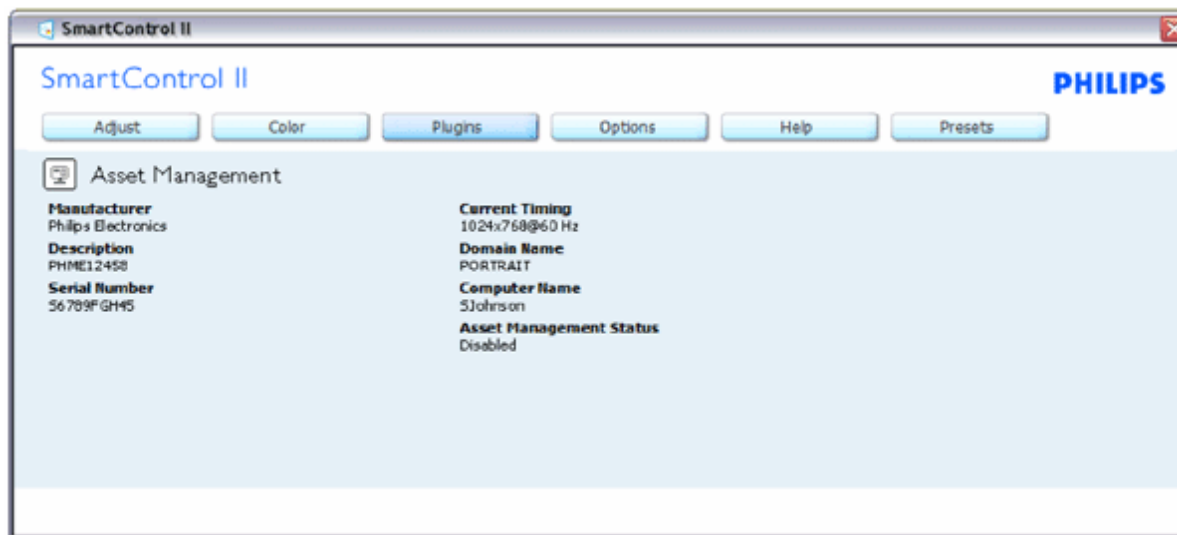 SmartControl II
SmartControl II
PHILIPS
Adjust Color Plugins Options Help Presets
Asset Management
Manufacturer
Philips Electronics
Description
PHME12458
Serial Number
S6789FGH45
Current Timing
1024x768@60 Hz
Domain Name
PORTRAIT
Computer Name
SJohnson
Asset Management Status
Disabled